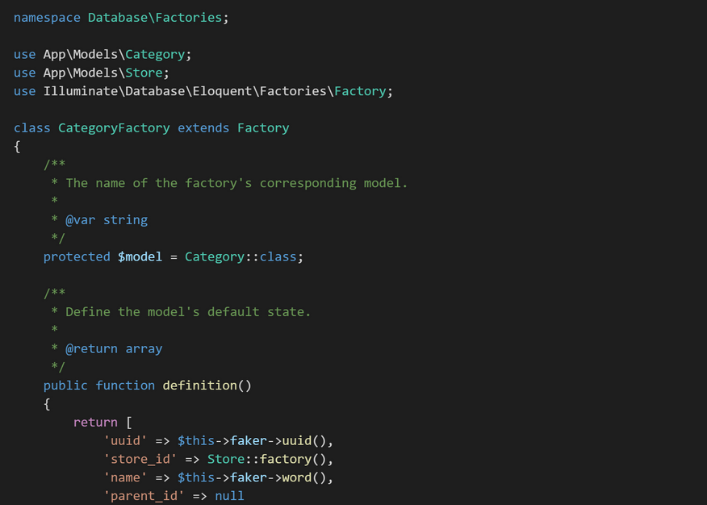 namespace Database\Factories;
use App\Models\Category;
use App\Models\Store;
use Illuminate\Database\Eloquent\Factories\Factory;
class CategoryFactory extends Factory
{
/**
* The name of the factory's corresponding model.
*
* @var string
*/
protected $model = Category::class;
/**
* Define the model's default state.
*
* @return array
*/
public function definition()
{
return [
'uuid' => $this->faker->uuid(),
'store_id' => Store::factory(),
'name' => $this->faker->word(),
'parent_id' => null